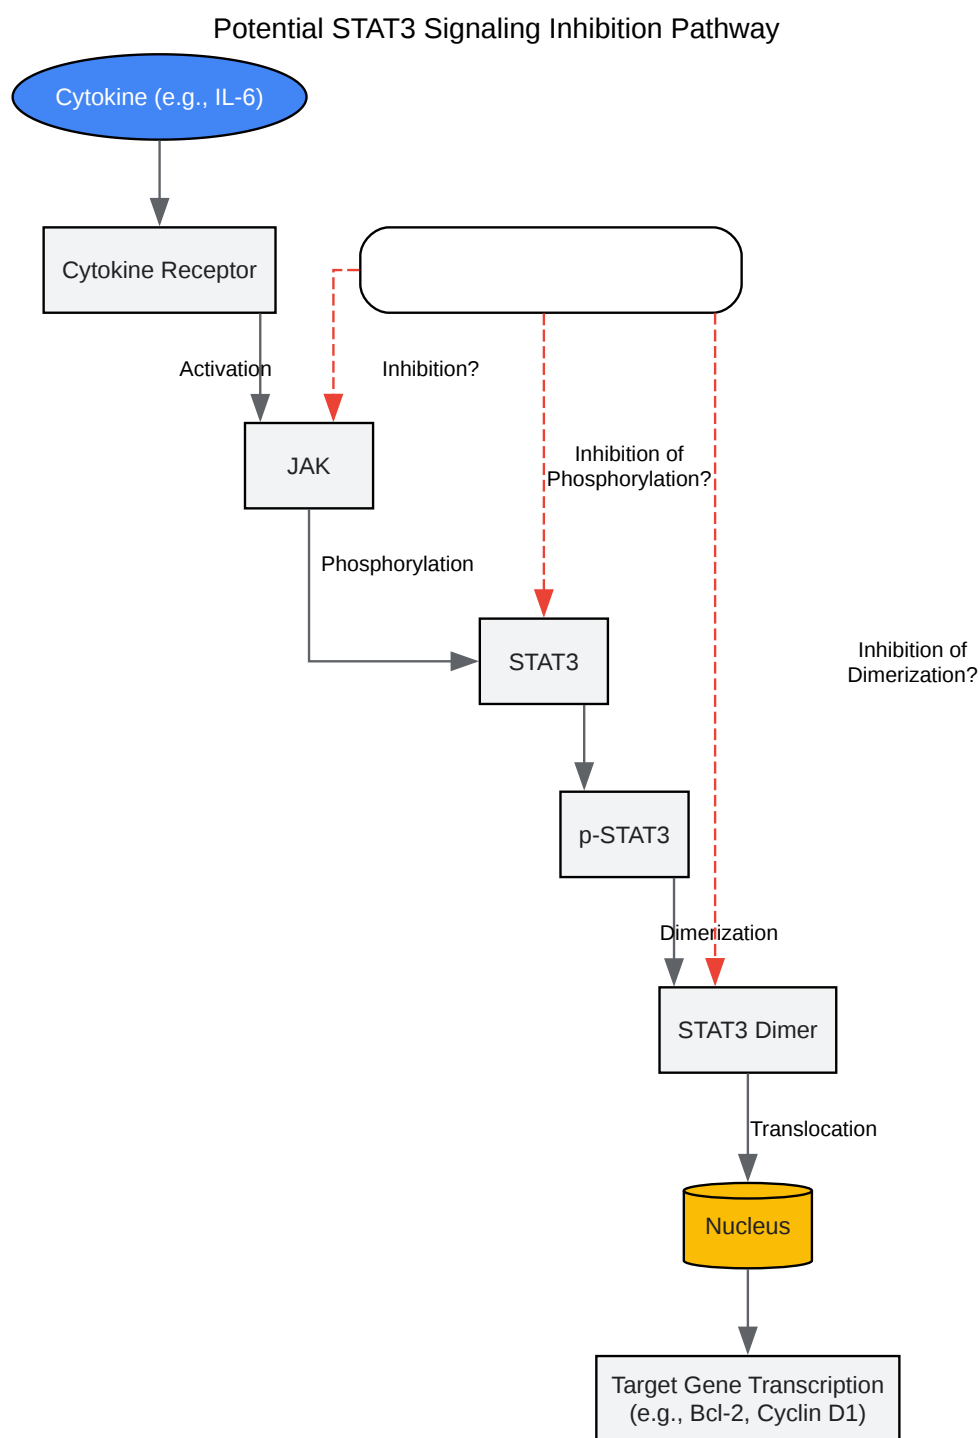 Potential STAT3 Signaling Inhibition Pathway
Cytokine (e.g., IL-6)
Cytokine Receptor
Activation
Inhibition?
JAK
Inhibition of
Phosphorylation?
Phosphorylation
STAT3
Inhibition of
Dimerization?
p-STAT3
Dimerization
STAT3 Dimer
Translocation
Nucleus
Target Gene Transcription
(e.g., Bcl-2, Cyclin D1)